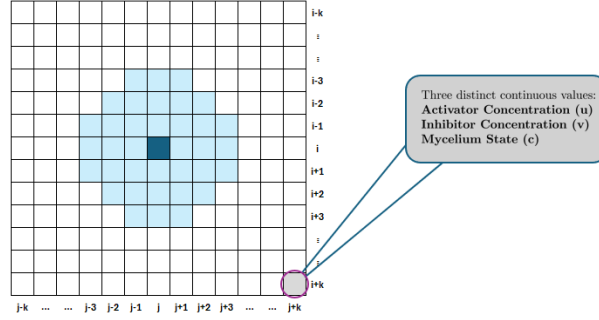 i-k
⋮
⋮
i-3
i-2
i-1
i
i+1
i+2
i+3
⋮
⋮
i+k
j-k ... ... j-3 j-2 j-1 j j+1 j+2 j+3 ... ... j+k
Three distinct continuous values:
Activator Concentration (u)
Inhibitor Concentration (v)
Mycelium State (c)